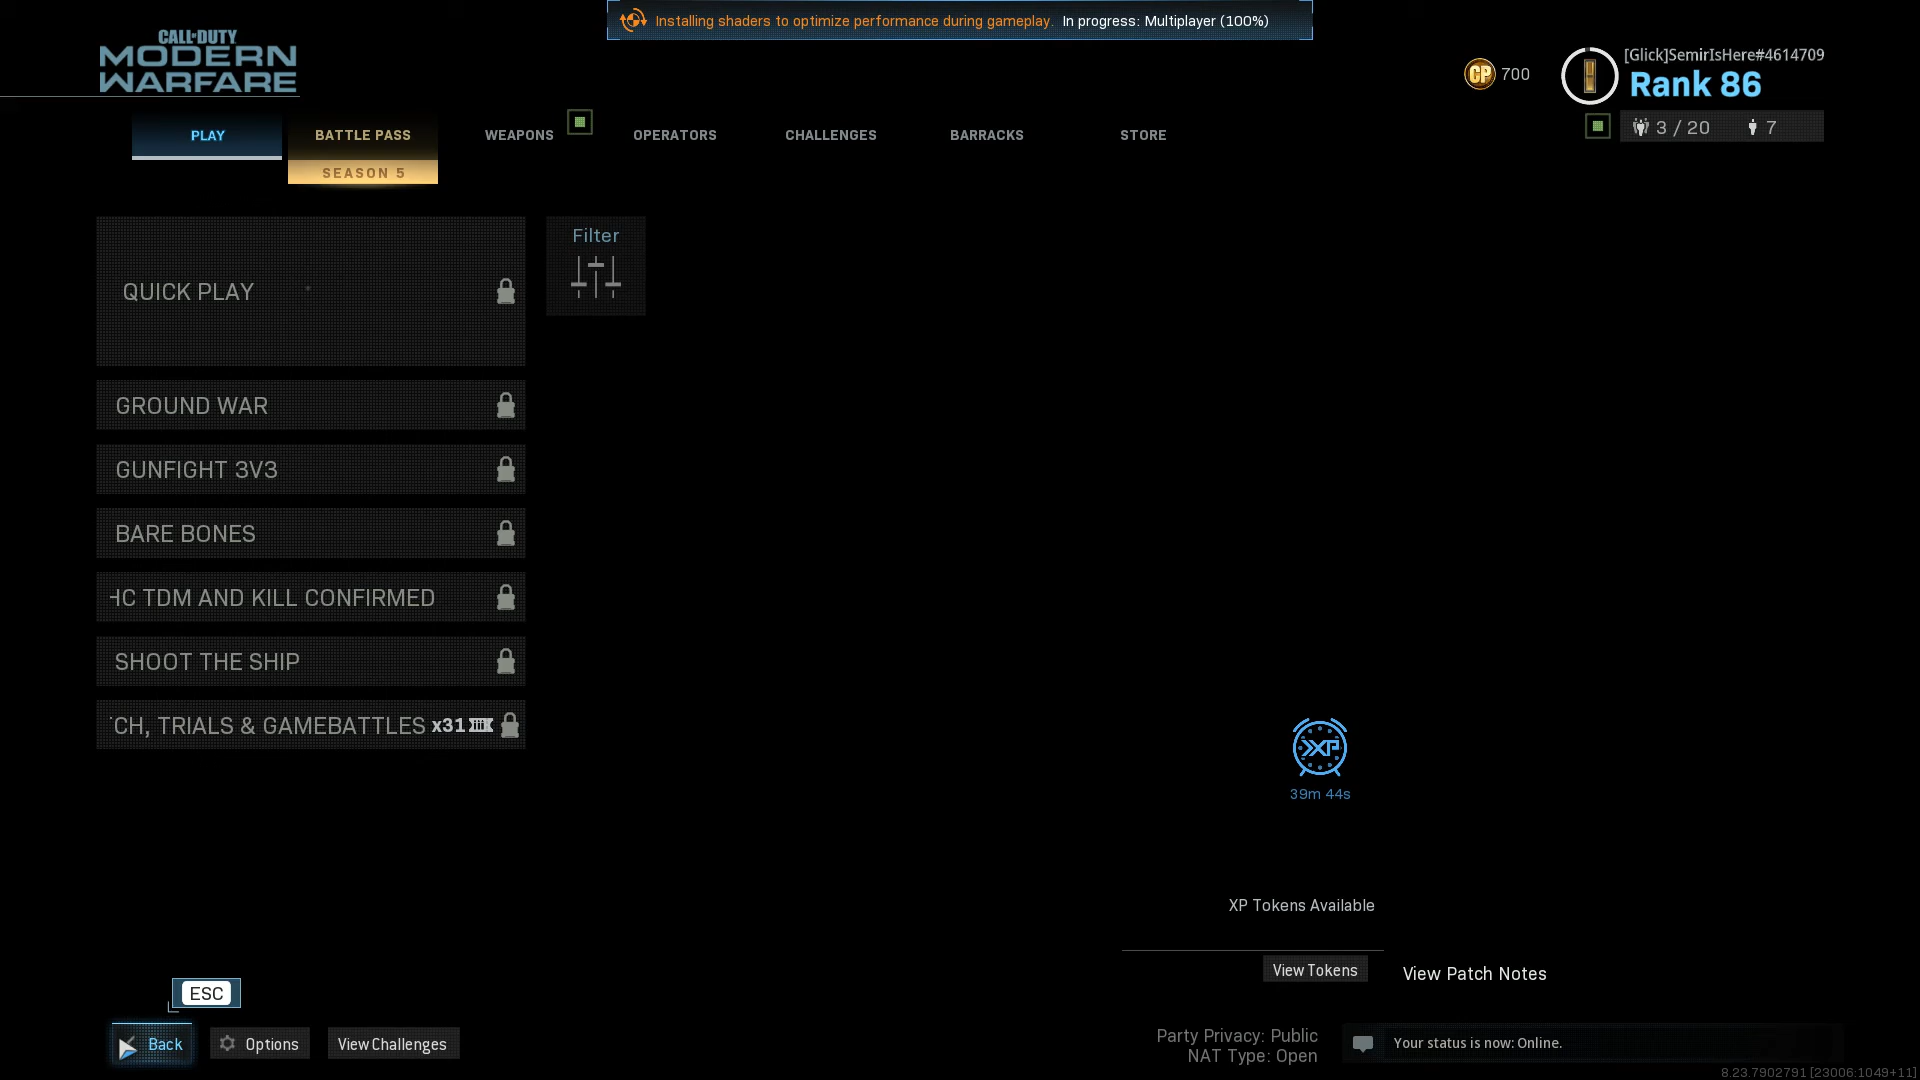 Installing shaders to optimize performance during gameplay. In progress: Multiplayer (100%)
CALL·DUTY
MODERN
WARFARE
CP 700
[Glick]SemirIsHere#4614709
Rank 86
3 / 20 7
PLAY
BATTLE PASS
WEAPONS
OPERATORS
CHALLENGES
BARRACKS
STORE
SEASON 5
QUICK PLAY
Filter
GROUND WAR
GUNFIGHT 3V3
BARE BONES
HC TDM AND KILL CONFIRMED
SHOOT THE SHIP
CH, TRIALS & GAMEBATTLES x31
XP
39m 44s
XP Tokens Available
View Tokens
View Patch Notes
ESC
Back
Options
View Challenges
Party Privacy: Public
NAT Type: Open
Your status is now: Online.
8.23.7902791 [23006:1049+11]